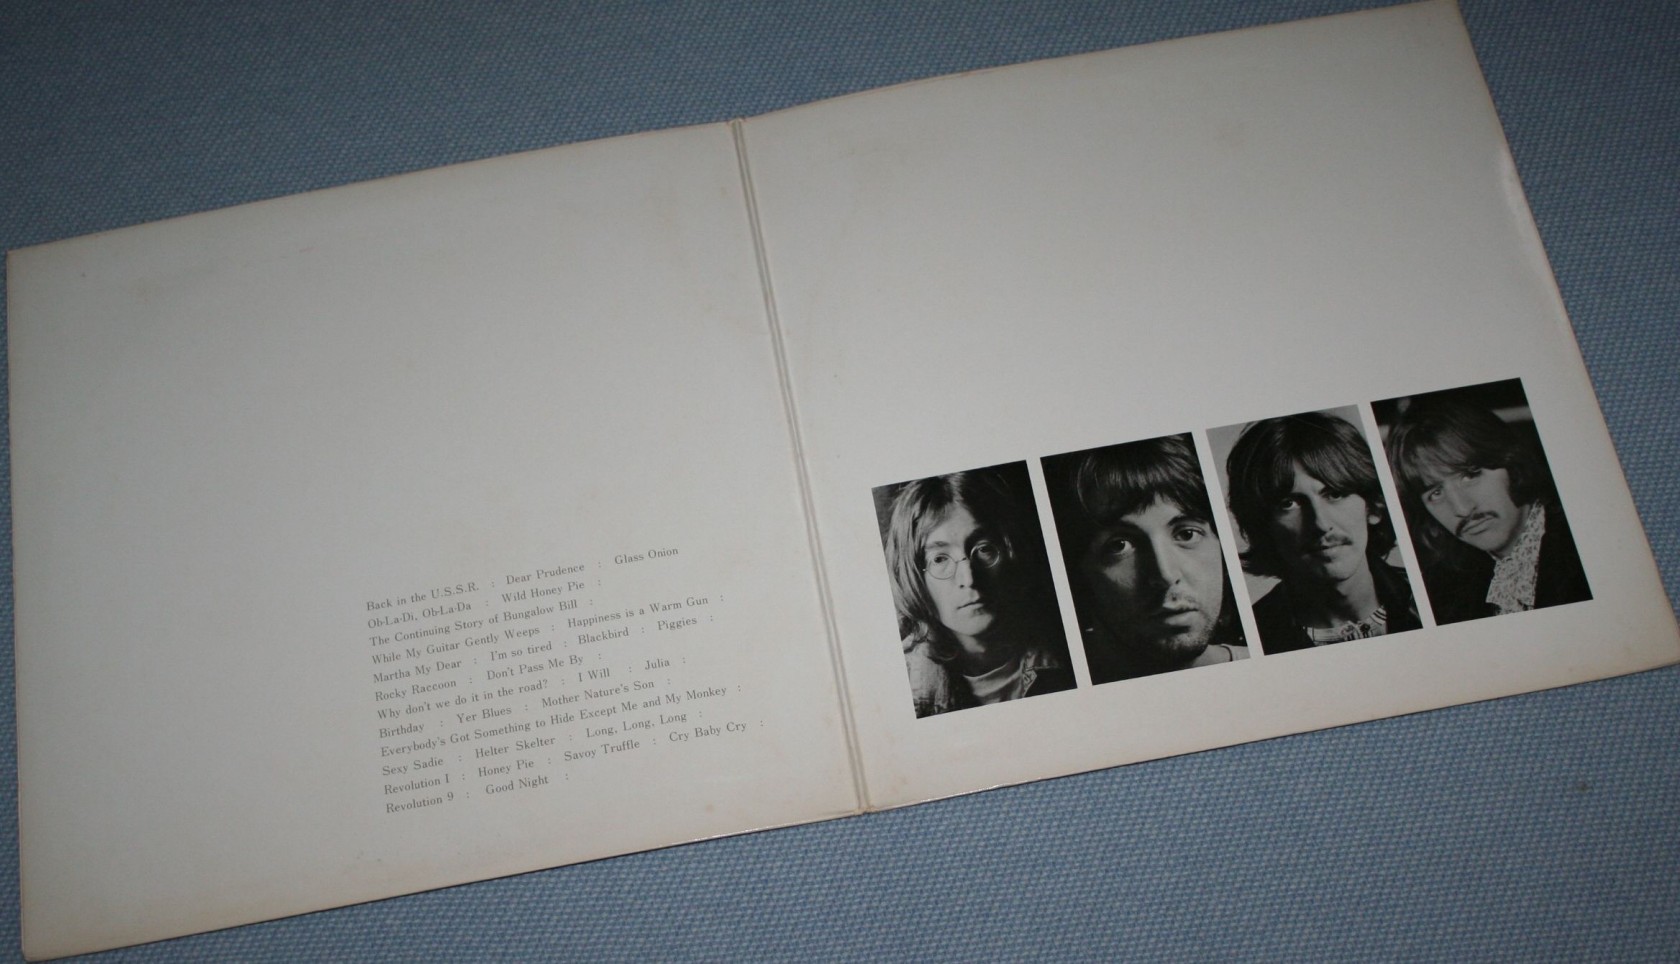 Back in the U.S.S.R. : Dear Prudence : Glass Onion
Ob-La-Di, Ob-La-Da : Wild Honey Pie :
The Continuing Story of Bungalow Bill :
While My Guitar Gently Weeps : Happiness is a Warm Gun :
Martha My Dear : I'm so tired : Blackbird : Piggies :
Rocky Raccoon : Don't Pass Me By :
Why don't we do it in the road? : I Will : Julia :
Birthday : Yer Blues : Mother Nature's Son :
Everybody's Got Something to Hide Except Me and My Monkey :
Sexy Sadie : Helter Skelter : Long, Long, Long :
Revolution I : Honey Pie : Savoy Truffle : Cry Baby Cry :
Revolution 9 : Good Night :